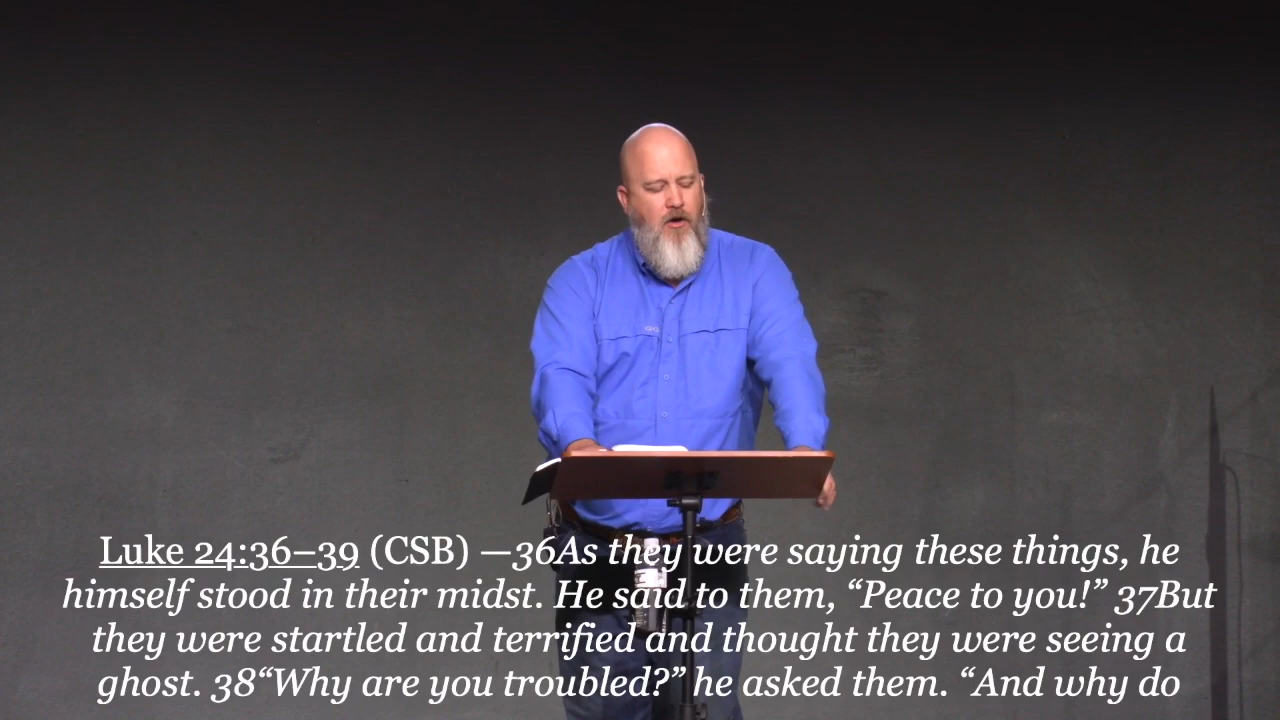 Luke 24:36–39 (CSB) —36As they were saying these things, he
himself stood in their midst. He said to them, “Peace to you!” 37But
they were startled and terrified and thought they were seeing a
ghost. 38“Why are you troubled?” he asked them. “And why do